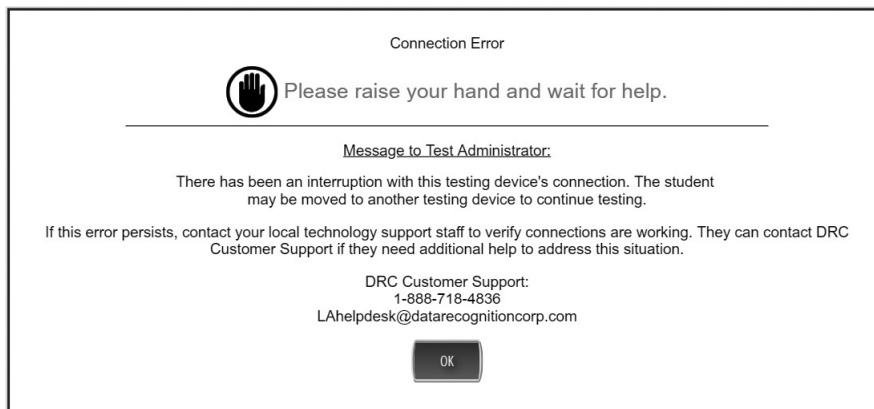 Connection Error
Please raise your hand and wait for help.
Message to Test Administrator:
There has been an interruption with this testing device's connection. The student
may be moved to another testing device to continue testing.
If this error persists, contact your local technology support staff to verify connections are working. They can contact DRC
Customer Support if they need additional help to address this situation.
DRC Customer Support:
1-888-718-4836
LAhelpdesk@datarecognitioncorp.com
OK